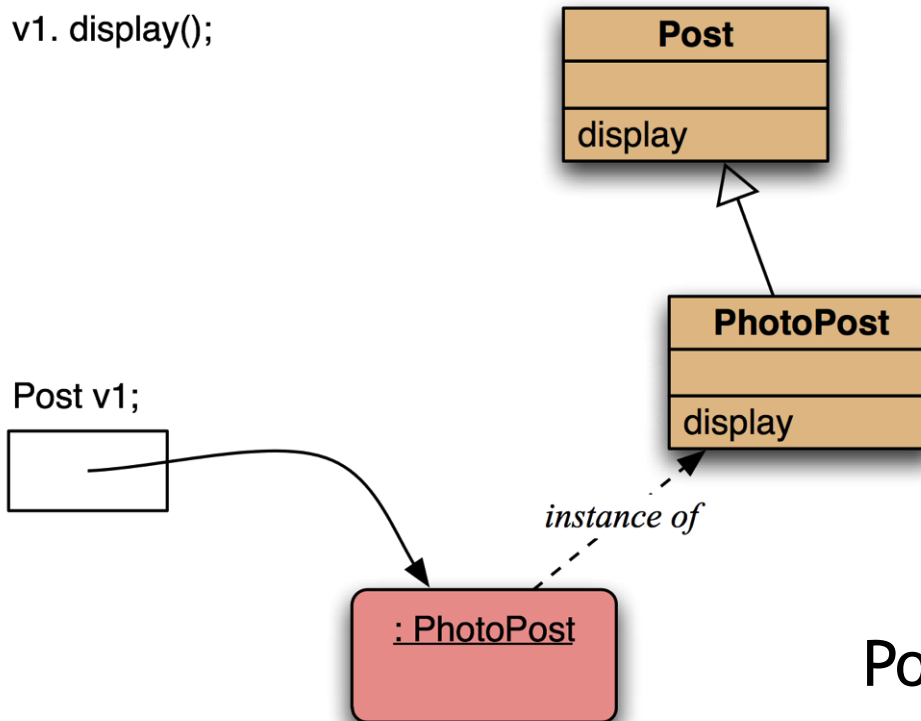 v1. display();
Post
display
PhotoPost
display
Post v1;
instance of
: PhotoPost